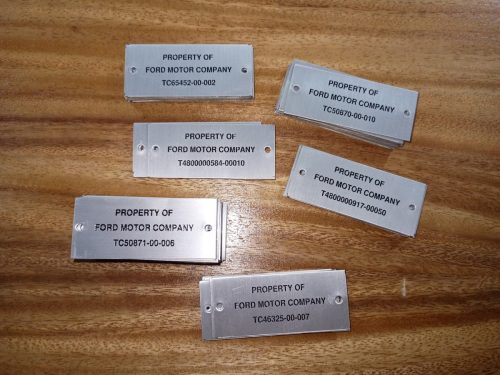 PROPERTY OF
FORD MOTOR COMPANY
TC65452-00-002
PROPERTY OF
FORD MOTOR COMPANY
TC50870-00-010
PROPERTY OF
FORD MOTOR COMPANY
T4800000584-00010
PROPERTY OF
FORD MOTOR COMPANY
T4800000917-00050
PROPERTY OF
FORD MOTOR COMPANY
TC50871-00-006
PROPERTY OF
FORD MOTOR COMPANY
TC46325-00-007